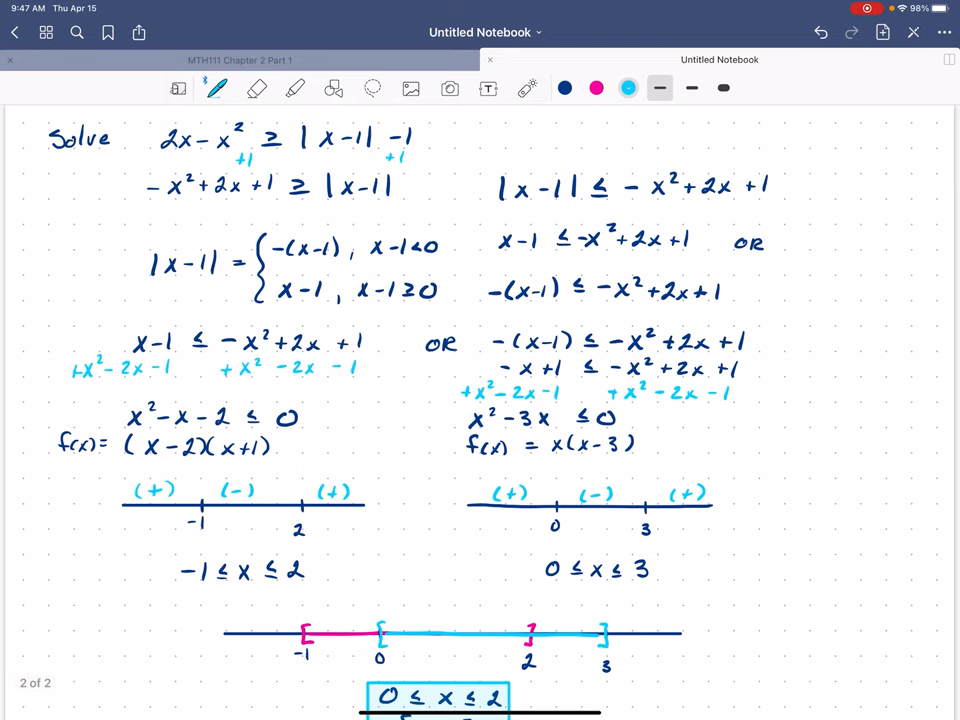 9:47 AM Thu Apr 15
98%
Untitled Notebook
MTH111 Chapter 2 Part 1
Untitled Notebook
Solve 2x - x² ≥ |x-1| -1
+1 +1
-x² + 2x + 1 ≥ |x-1|
|x-1| ≤ -x² + 2x + 1
|x-1| = { -(x-1), x-1<0
x-1, x-1≥0
x-1 ≤ -x² + 2x + 1 OR
-(x-1) ≤ -x² + 2x + 1
x-1 ≤ -x² + 2x + 1 OR -(x-1) ≤ -x² + 2x + 1
+x² - 2x - 1 +x² - 2x - 1
-x + 1 ≤ -x² + 2x + 1
+x² - 2x - 1 +x² - 2x - 1
x² - x - 2 ≤ 0
f(x) = (x-2)(x+1)
x² - 3x ≤ 0
f(x) = x(x-3)
(+) (-) (+)
-1 2
(+) (-) (+)
0 3
-1 ≤ x ≤ 2
0 ≤ x ≤ 3
[ [ ] ]
-1 0 2 3
0 ≤ x ≤ 2
2 of 2